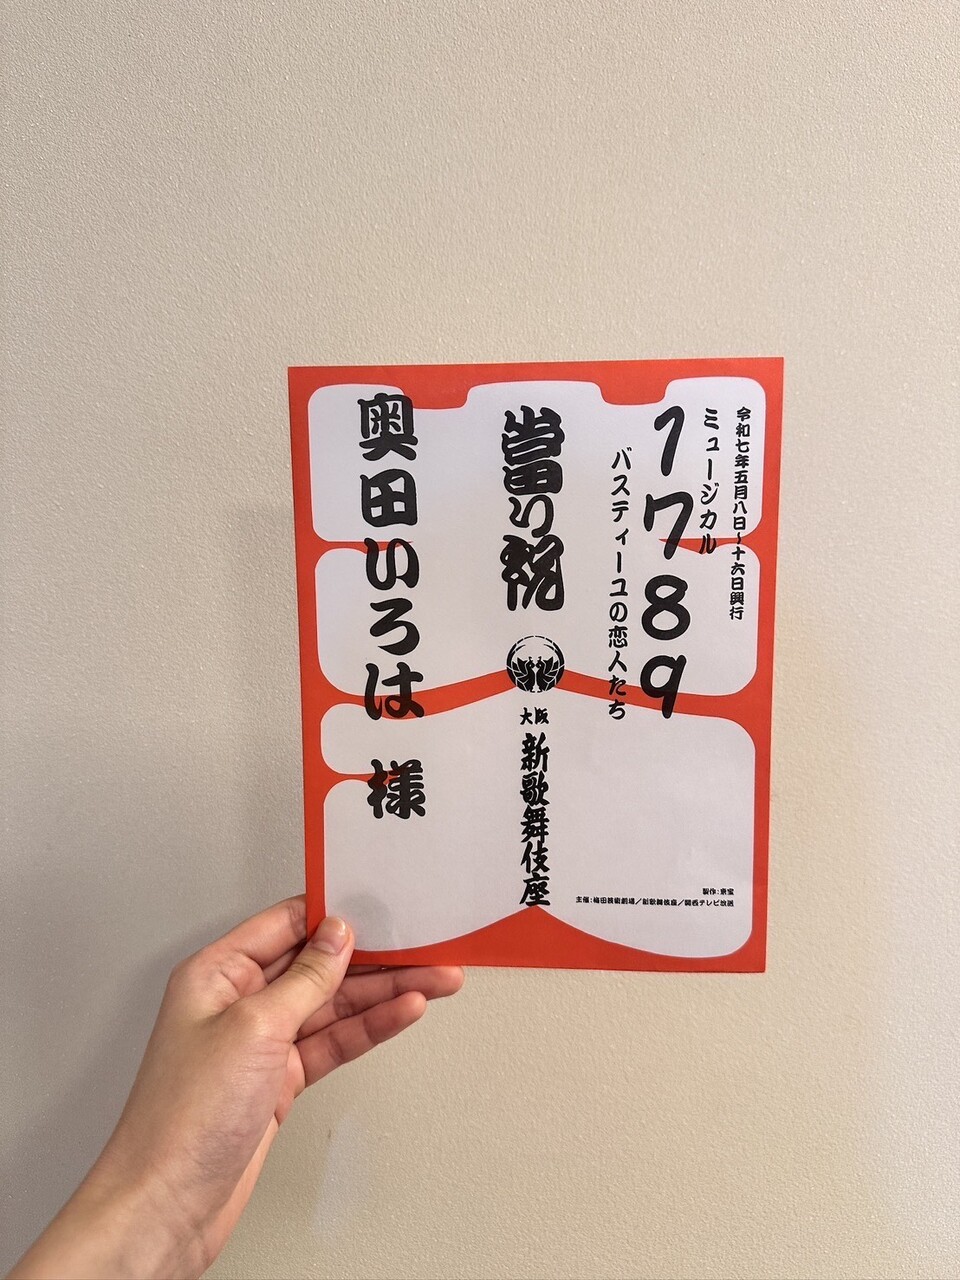 令和七年五月八日~十六日興行
ミュージカル
1789
バスティーユの恋人たち
當り祝
大阪
新歌舞伎座
奥田いろは 様
製作:東宝
主催:梅田芸術劇場/新歌舞伎座/関西テレビ放送